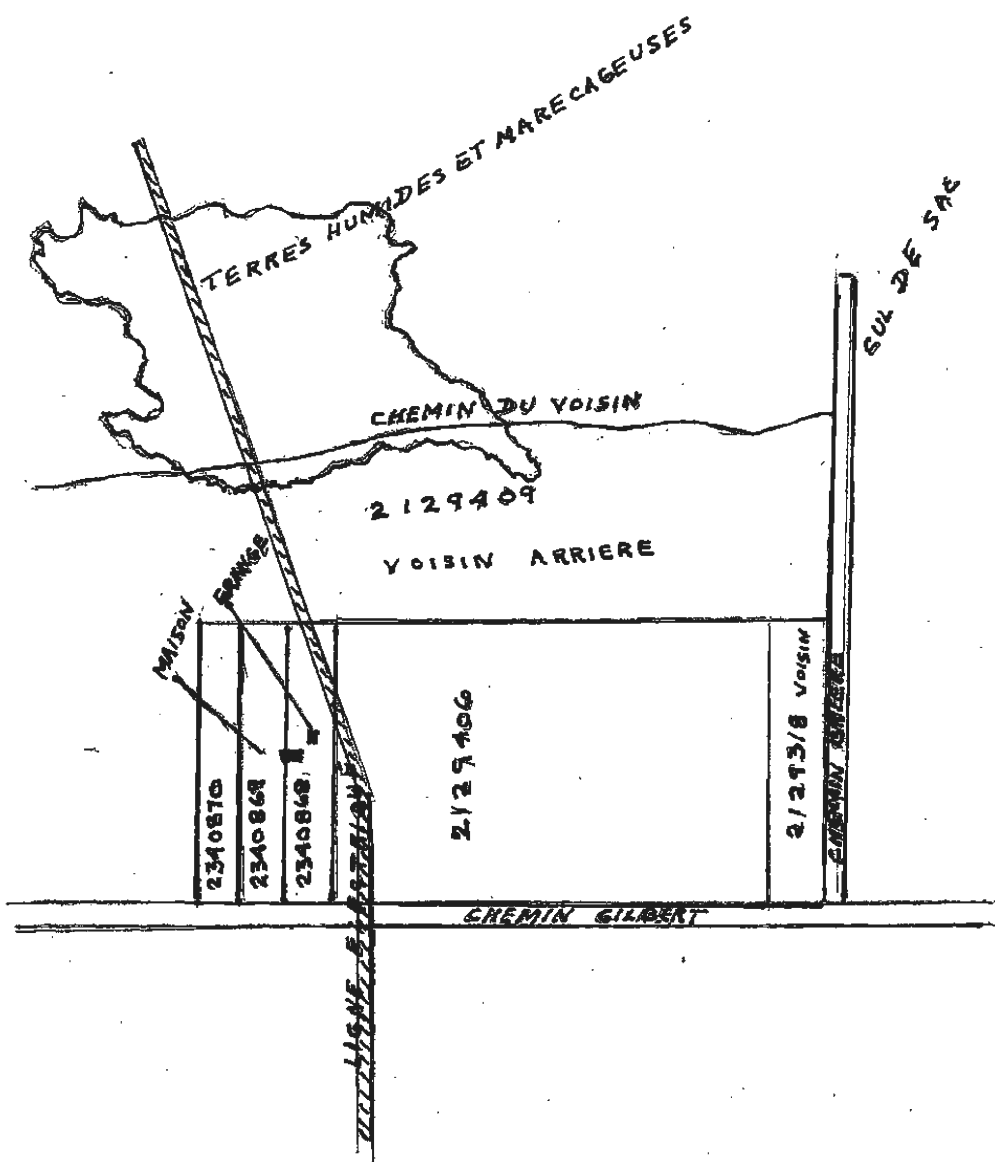 TERRES HUMIDES ET MARECAGEUSES
CUL DE SAC
CHEMIN DU VOISIN
2129409
VOISIN ARRIERE
GRANGE
MAISON
2340870
2340869
2340868
2129406
2129318 VOISIN
CHEMIN
LIGNE
CHEMIN GILBERT